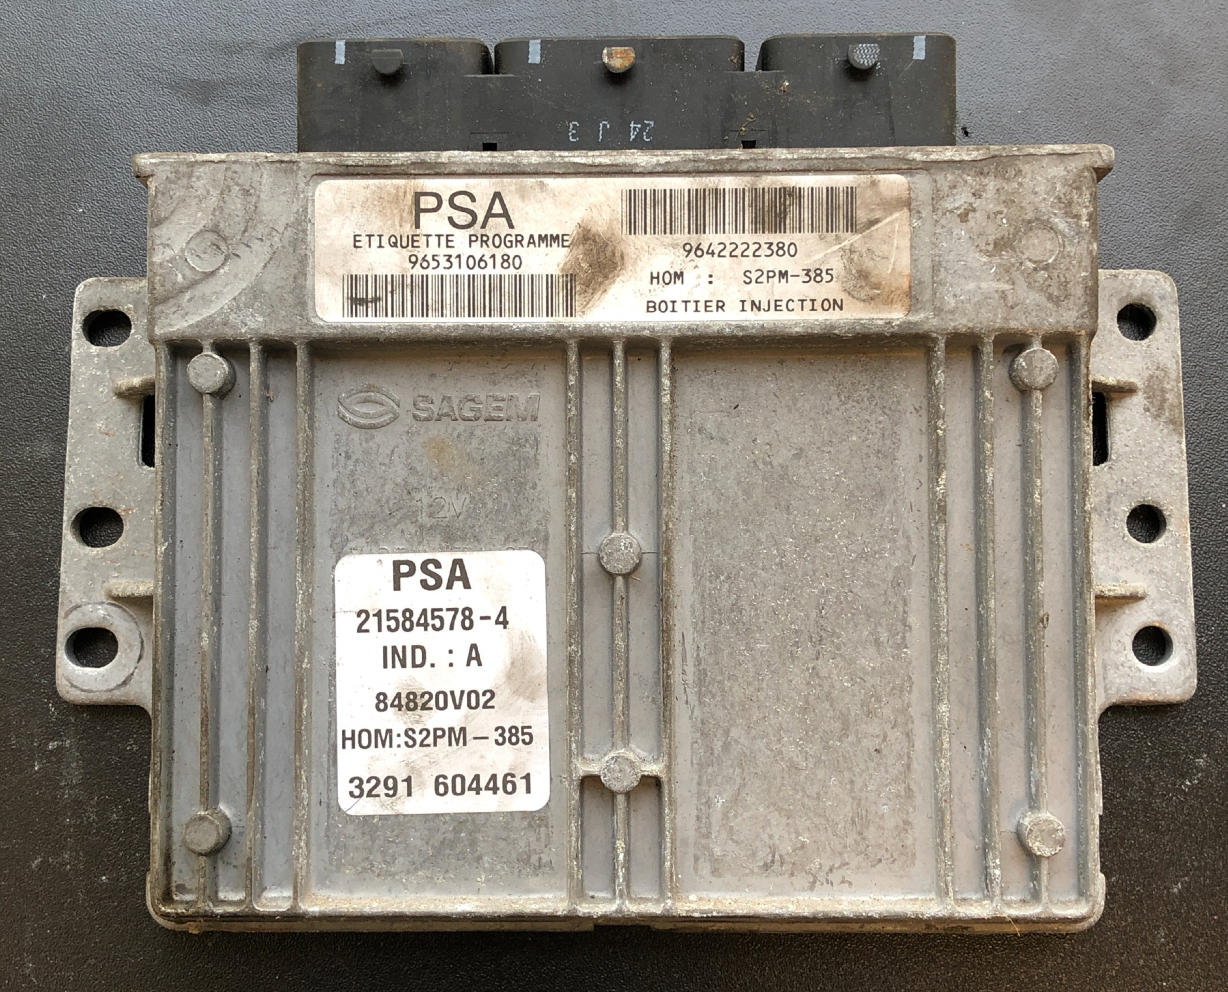 24 J 3
PSA
ETIQUETTE PROGRAMME
9653106180
9642222380
HOM : S2PM-385
BOITIER INJECTION
SAGEM
12V
PSA
21584578-4
IND. : A
84820V02
HOM:S2PM-385
3291 604461